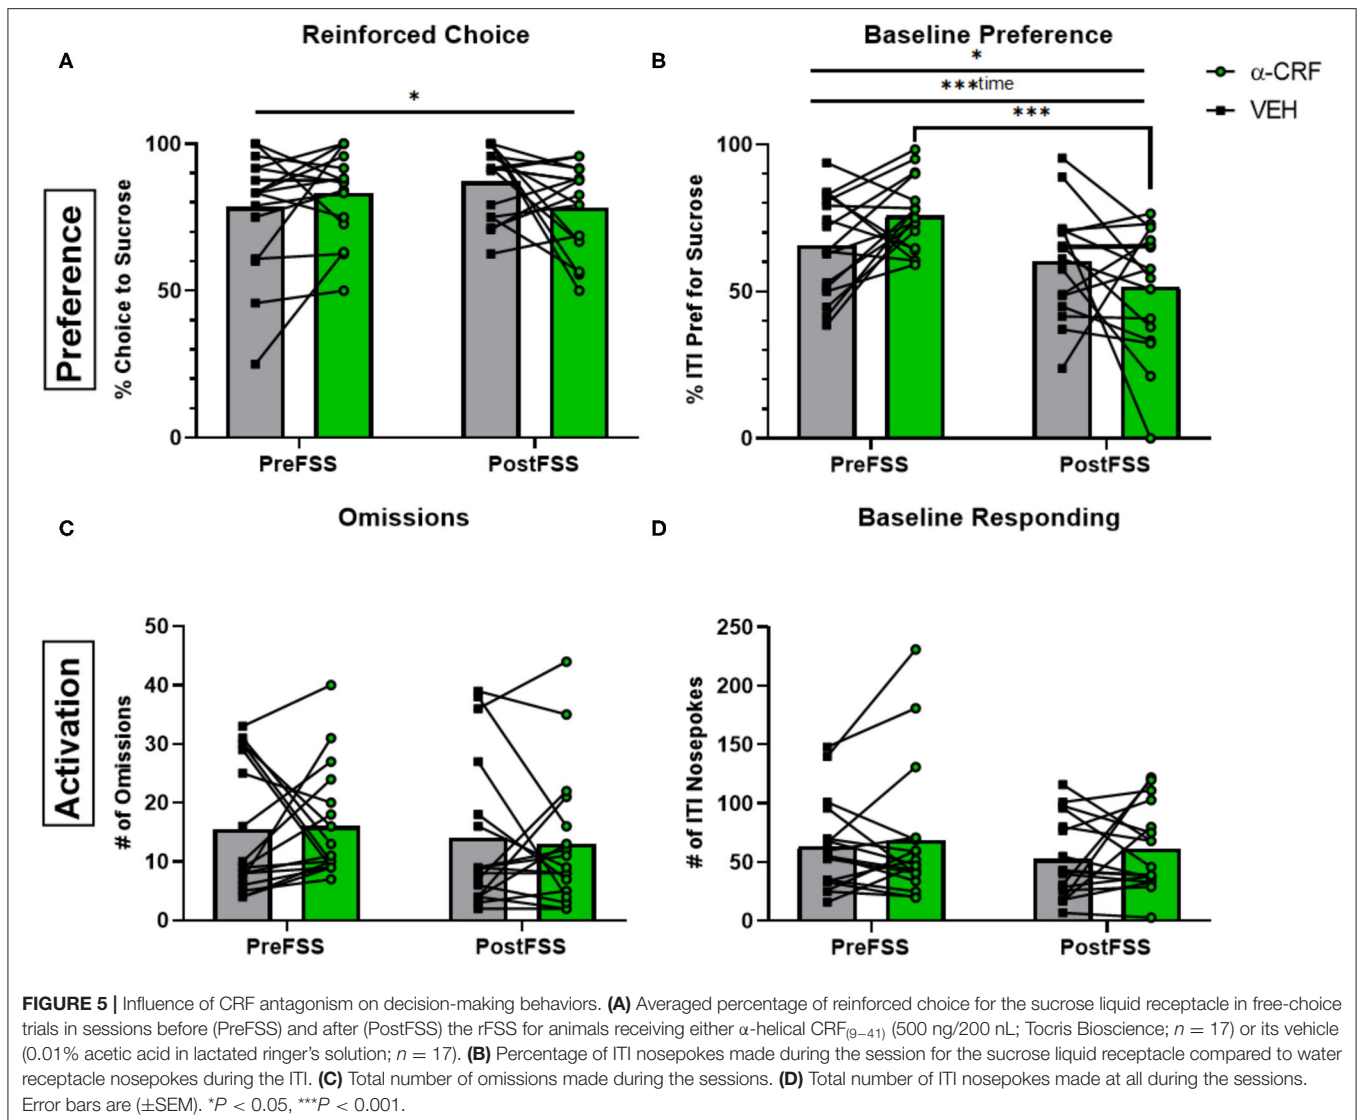 Reinforced Choice
Baseline Preference
A
B
*
***time
***
*
α-CRF
VEH
Preference
% Choice to Sucrose
100
50
0
PreFSS
PostFSS
% ITI Pref for Sucrose
100
50
0
PreFSS
PostFSS
Omissions
Baseline Responding
C
D
Activation
# of Omissions
50
40
30
20
10
0
PreFSS
PostFSS
# of ITI Nosepokes
250
200
150
100
50
0
PreFSS
PostFSS
FIGURE 5 | Influence of CRF antagonism on decision-making behaviors. (A) Averaged percentage of reinforced choice for the sucrose liquid receptacle in free-choice
trials in sessions before (PreFSS) and after (PostFSS) the rFSS for animals receiving either α-helical CRF(9–41) (500 ng/200 nL; Tocris Bioscience; n = 17) or its vehicle
(0.01% acetic acid in lactated ringer's solution; n = 17). (B) Percentage of ITI nosepokes made during the session for the sucrose liquid receptacle compared to water
receptacle nosepokes during the ITI. (C) Total number of omissions made during the sessions. (D) Total number of ITI nosepokes made at all during the sessions.
Error bars are (±SEM). *P < 0.05, ***P < 0.001.